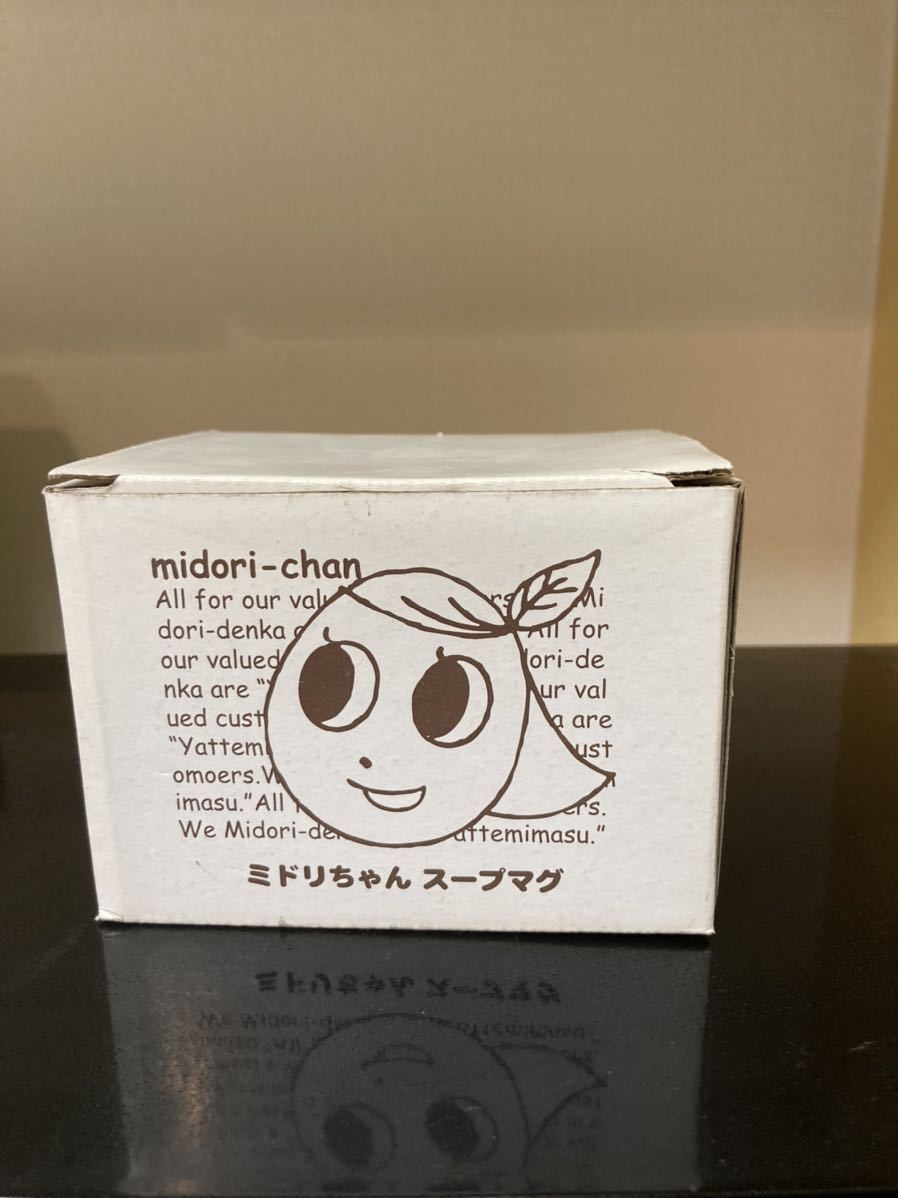 midori-chan
All for our Mi
dori-denka All for
our valued ori-de
nka are ur val
ued cust a are
"Yattem ust
omoers.W
imasu."All ers.
We Midori-de attemimasu."
ミドリちゃん スープマグ